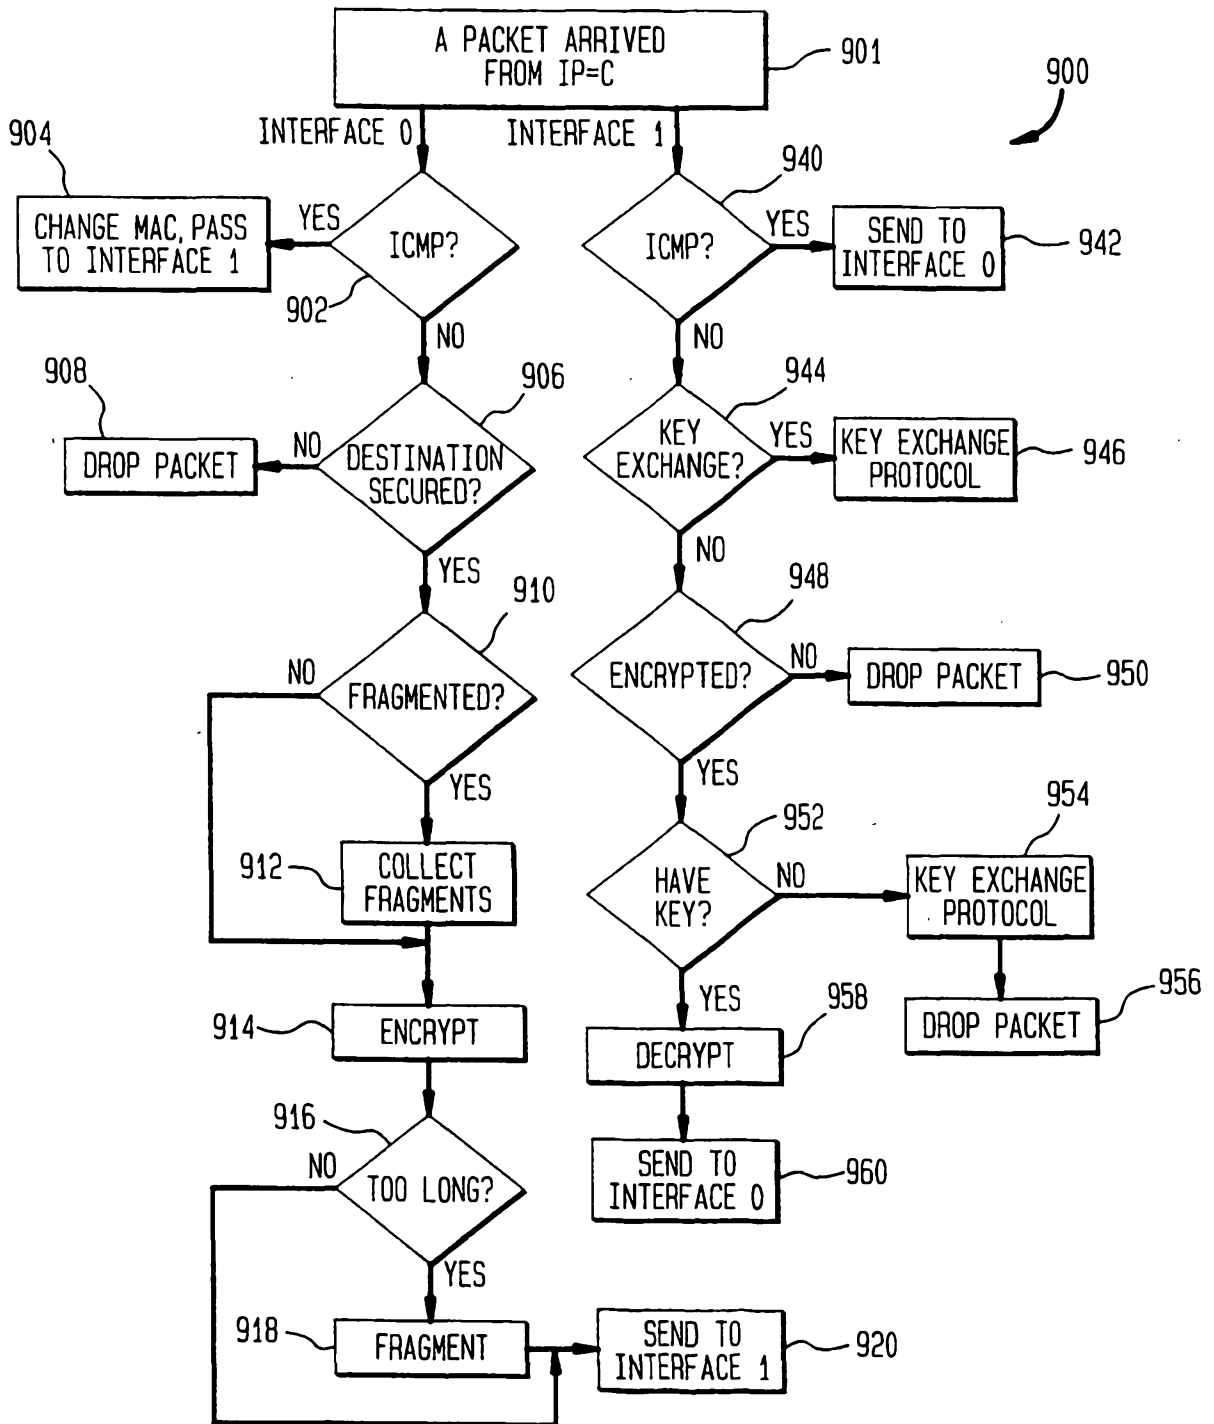 A PACKET ARRIVED
FROM IP=C
901
900
INTERFACE 0
INTERFACE 1
904
940
CHANGE MAC, PASS
TO INTERFACE 1
YES
ICMP?
902
ICMP?
YES
SEND TO
INTERFACE 0
942
NO
NO
908
906
944
DROP PACKET
NO
DESTINATION
SECURED?
KEY
EXCHANGE?
YES
KEY EXCHANGE
PROTOCOL
946
YES
NO
910
948
NO
FRAGMENTED?
ENCRYPTED?
NO
DROP PACKET
950
YES
YES
912
COLLECT
FRAGMENTS
952
954
HAVE
KEY?
NO
KEY EXCHANGE
PROTOCOL
YES
956
DROP PACKET
914
ENCRYPT
958
DECRYPT
916
NO
TOO LONG?
SEND TO
INTERFACE 0
960
YES
918
FRAGMENT
SEND TO
INTERFACE 1
920